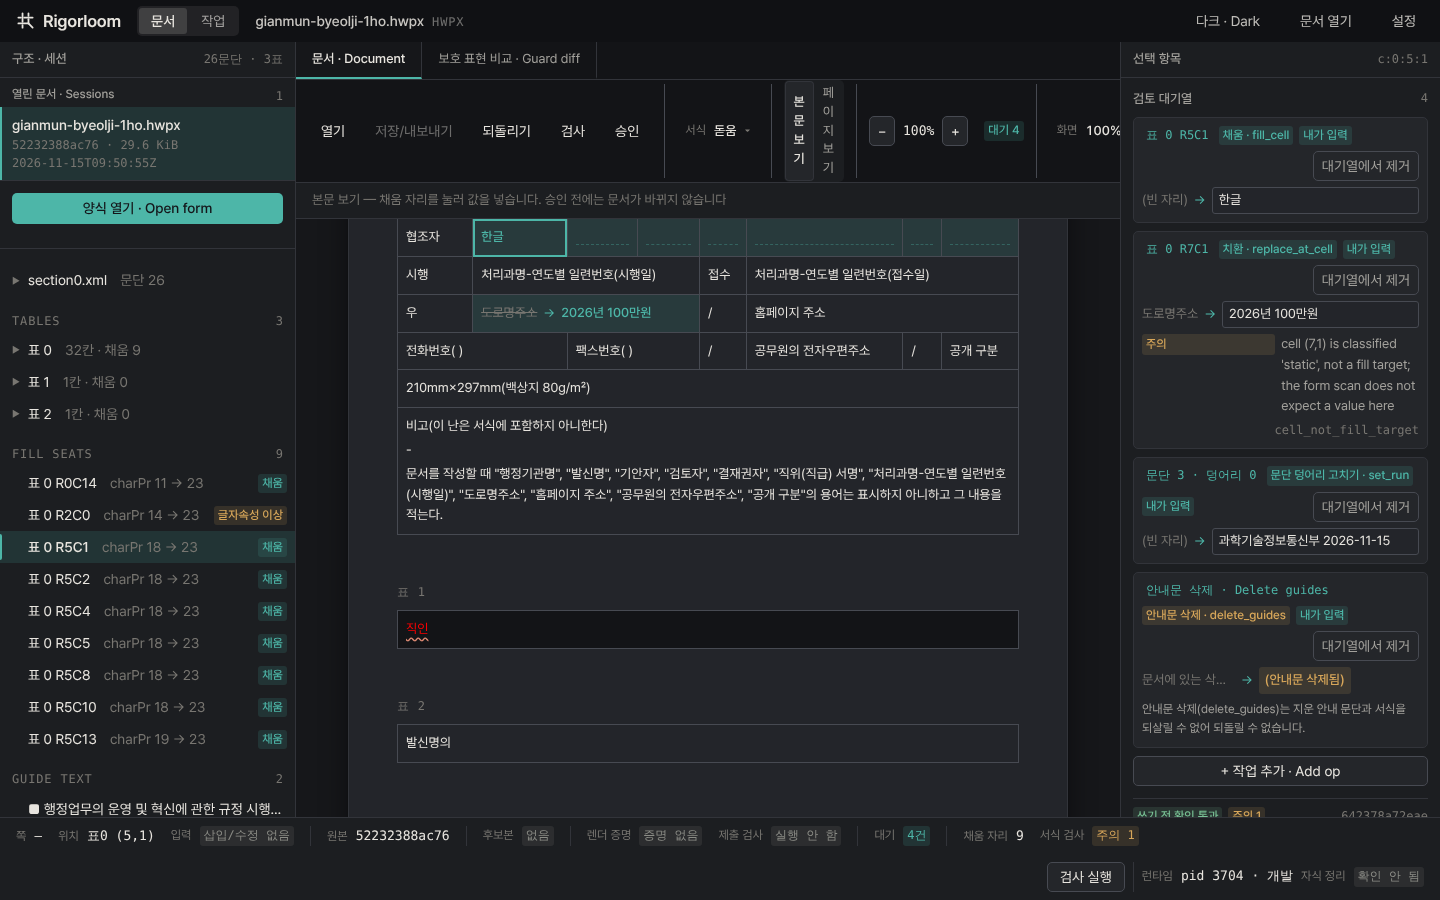 Rigorloom 문서 작업 gianmun-byeolji-1ho.hwpx HWPX 다크 · Dark 문서 열기 설정
구조 · 세션 26문단 · 3표
열린 문서 · Sessions 1
gianmun-byeolji-1ho.hwpx
52232388ac76 · 29.6 KiB
2026-11-15T09:50:55Z
양식 열기 · Open form
section0.xml 문단 26
TABLES 3
표 0 32칸 · 채움 9
표 1 1칸 · 채움 0
표 2 1칸 · 채움 0
FILL SEATS 9
표 0 R0C14 charPr 11 → 23 채움
표 0 R2C0 charPr 14 → 23 글자속성 이상
표 0 R5C1 charPr 18 → 23 채움
표 0 R5C2 charPr 18 → 23 채움
표 0 R5C4 charPr 18 → 23 채움
표 0 R5C5 charPr 18 → 23 채움
표 0 R5C8 charPr 18 → 23 채움
표 0 R5C10 charPr 18 → 23 채움
표 0 R5C13 charPr 19 → 23 채움
GUIDE TEXT 2
행정업무의 운영 및 혁신에 관한 규정 시행...
문서 · Document 보호 표현 비교 · Guard diff
열기 저장/내보내기 되돌리기 검사 승인 서식 돋움 본문 보기 페이지 보기 − 100% + 대기 4 화면 100%
본문 보기 — 채움 자리를 눌러 값을 넣습니다. 승인 전에는 문서가 바뀌지 않습니다
협조자 한글
시행 처리과명-연도별 일련번호(시행일) 접수 처리과명-연도별 일련번호(접수일)
우 도로명주소 → 2026년 100만원 / 홈페이지 주소
전화번호( ) 팩스번호( ) / 공무원의 전자우편주소 / 공개 구분
210mm×297mm(백상지 80g/m²)
비고(이 난은 서식에 포함하지 아니한다)
-
문서를 작성할 때 "행정기관명", "발신명", "기안자", "검토자", "결재권자", "직위(직급) 서명", "처리과명-연도별 일련번호
(시행일)", "도로명주소", "홈페이지 주소", "공무원의 전자우편주소", "공개 구분"의 용어는 표시하지 아니하고 그 내용을
적는다.
표 1
직인
표 2
발신명의
선택 항목 c:0:5:1
검토 대기열 4
표 0 R5C1 채움 · fill_cell 내가 입력
대기열에서 제거
(빈 자리) → 한글
표 0 R7C1 치환 · replace_at_cell 내가 입력
대기열에서 제거
도로명주소 → 2026년 100만원
주의 cell (7,1) is classified
'static', not a fill target;
the form scan does not
expect a value here
cell_not_fill_target
문단 3 · 덩어리 0 문단 덩어리 고치기 · set_run
내가 입력 대기열에서 제거
(빈 자리) → 과학기술정보통신부 2026-11-15
안내문 삭제 · Delete guides
안내문 삭제 · delete_guides 내가 입력
대기열에서 제거
문서에 있는 삭... → (안내문 삭제됨)
안내문 삭제(delete_guides)는 지운 안내 문단과 서식을
되살릴 수 없어 되돌릴 수 없습니다.
+ 작업 추가 · Add op
쓰기 전 확인 통과 주의 1 642378a72eae
쪽 — 위치 표0 (5,1) 입력 삽입/수정 없음 원본 52232388ac76 후보본 없음 렌더 증명 증명 없음 제출 검사 실행 안 함 대기 4건 채움 자리 9 서식 검사 주의 1
검사 실행 런타임 pid 3704 · 개발 자식 정리 확인 안 됨